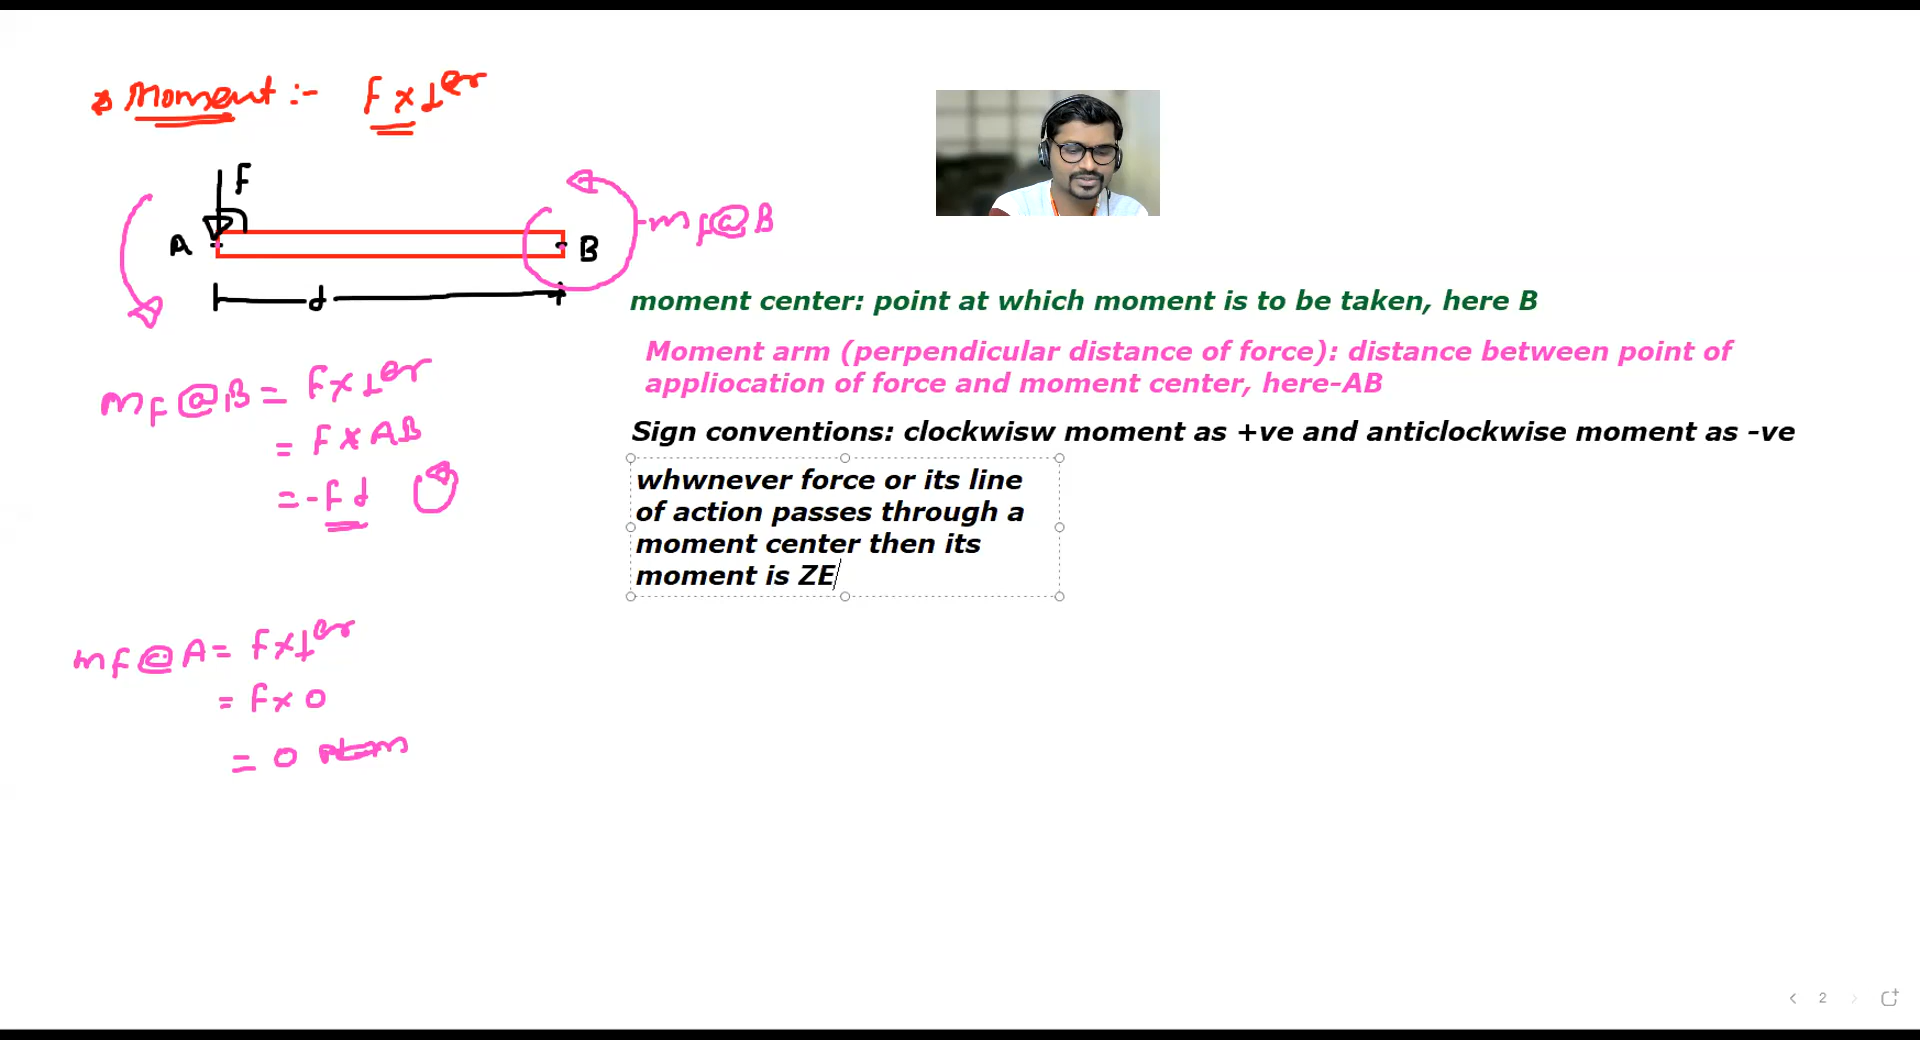 Moment :- F x ⊥er
F
A
B
MF@B
d
moment center: point at which moment is to be taken, here B
Moment arm (perpendicular distance of force): distance between point of
appliocation of force and moment center, here-AB
MF@B = F x ⊥er
= F x AB
= -Fd
Sign conventions: clockwisw moment as +ve and anticlockwise moment as -ve
whwnever force or its line
of action passes through a
moment center then its
moment is ZE
MF@A = F x ⊥er
= F x 0
= 0
2